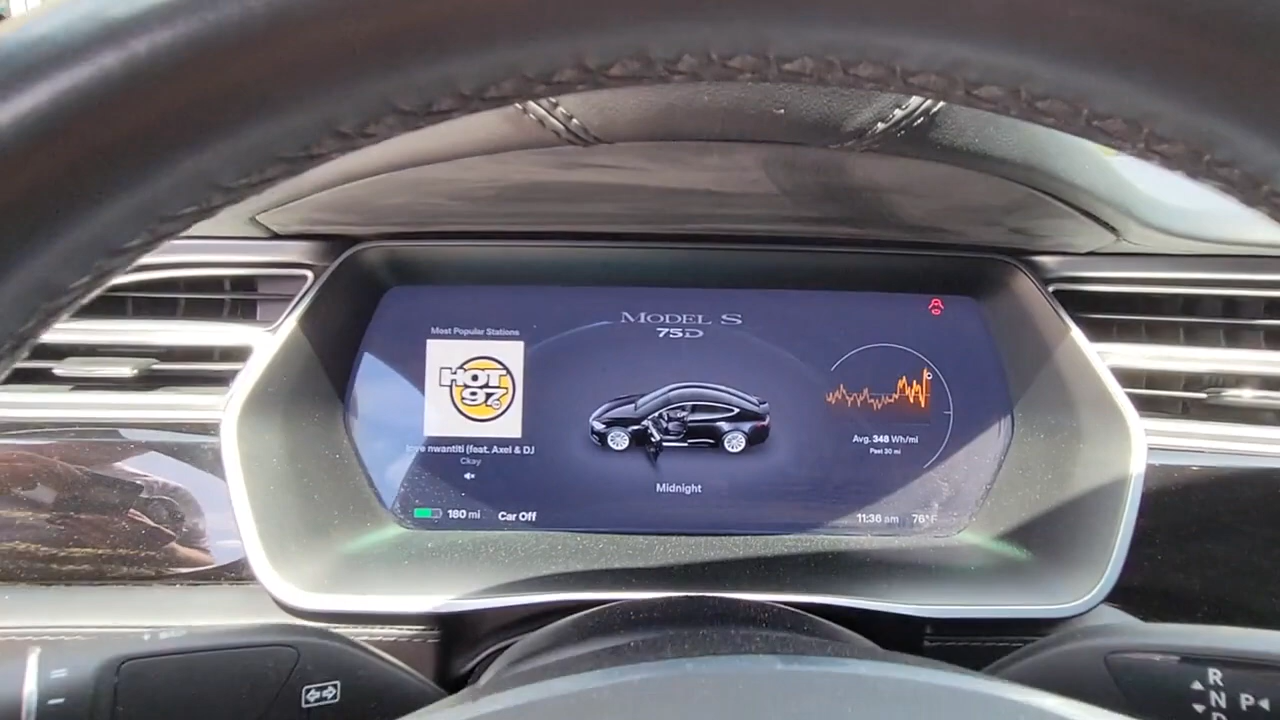 MODEL S
75D
Most Popular Stations
HOT
97
love nwantiti (feat. Axel & DJ
Ckay
Avg. 348 Wh/mi
Past 30 mi
Midnight
180 mi
Car Off
11:36 am
76°F
R
N
D
P